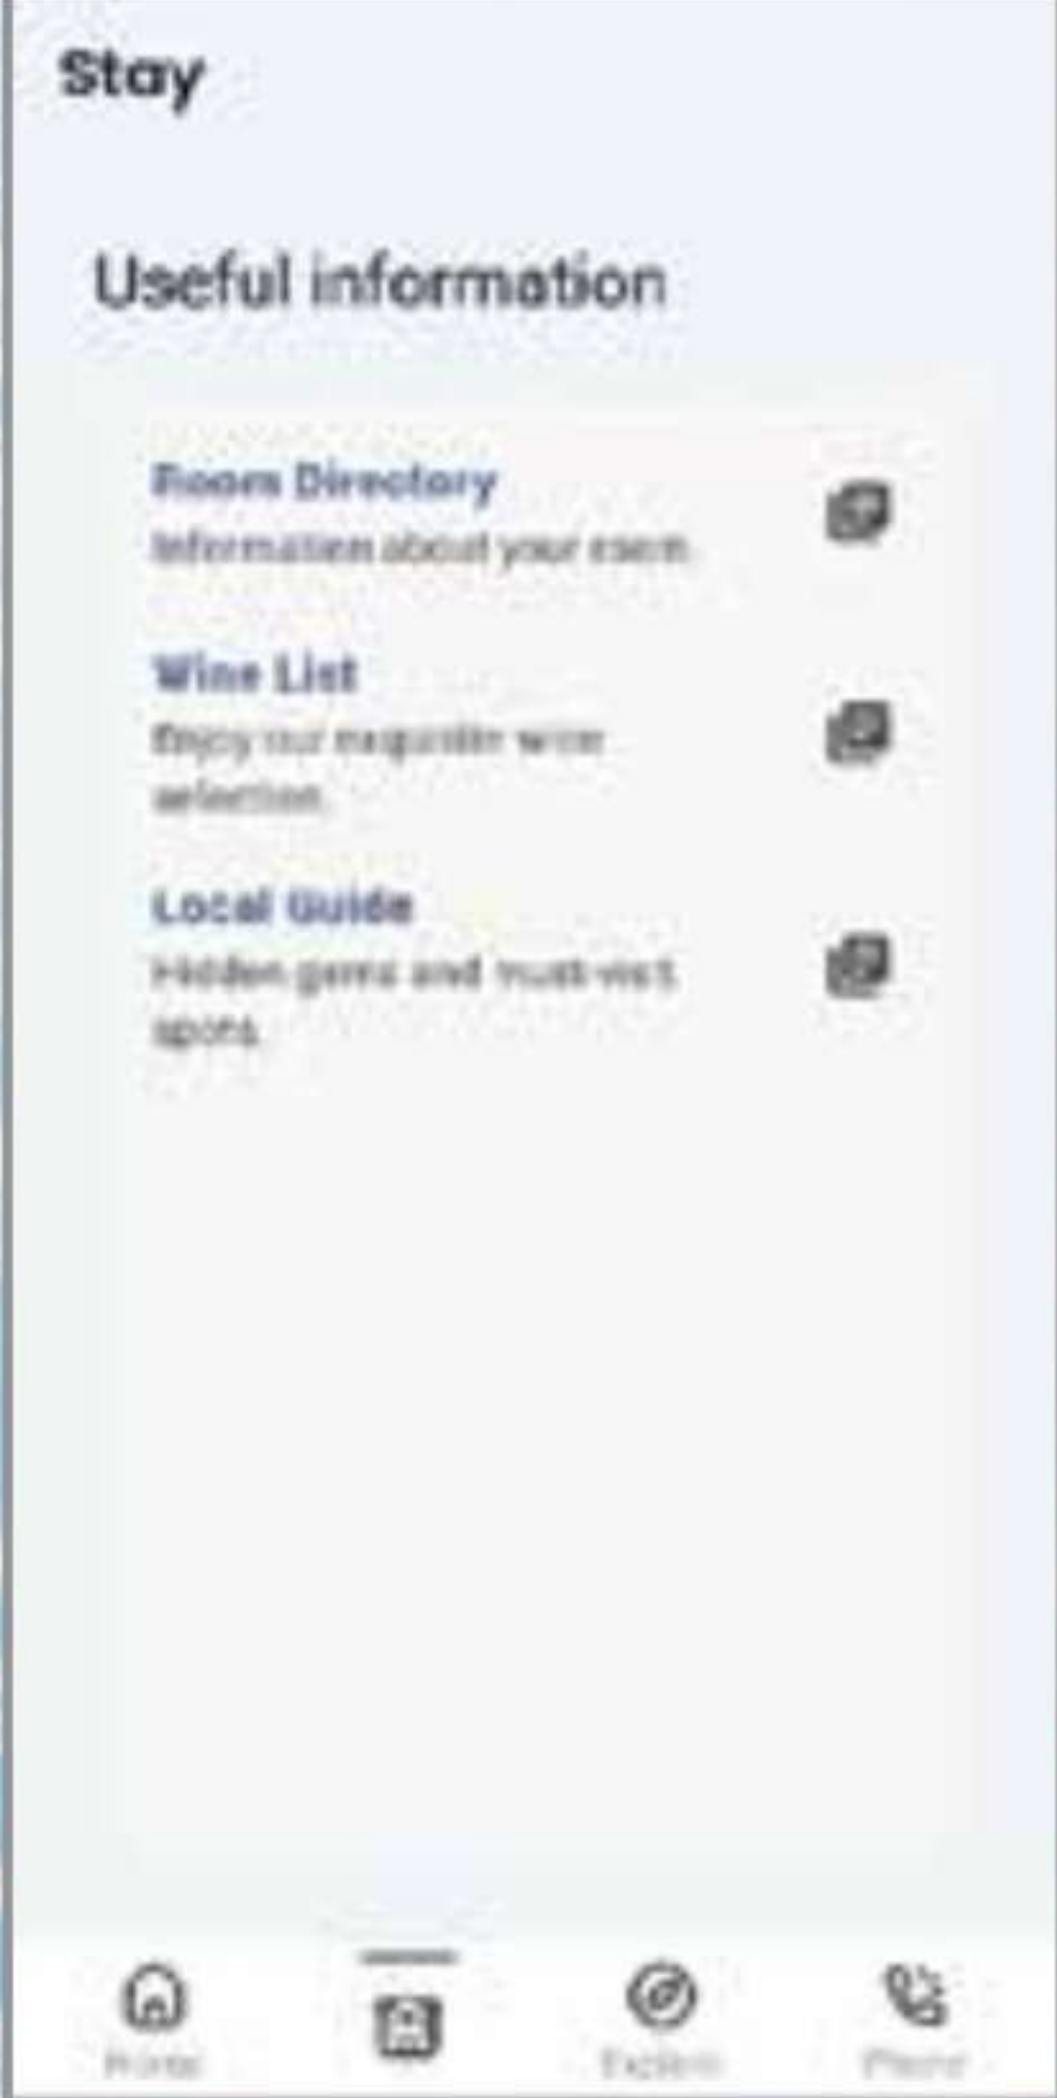 Stay
Useful information
Room Directory
Information about your room.
Wine List
Enjoy our exquisite wine
selection.
Local Guide
Hidden gems and must-visit
spots.
Home
Explore
Phone